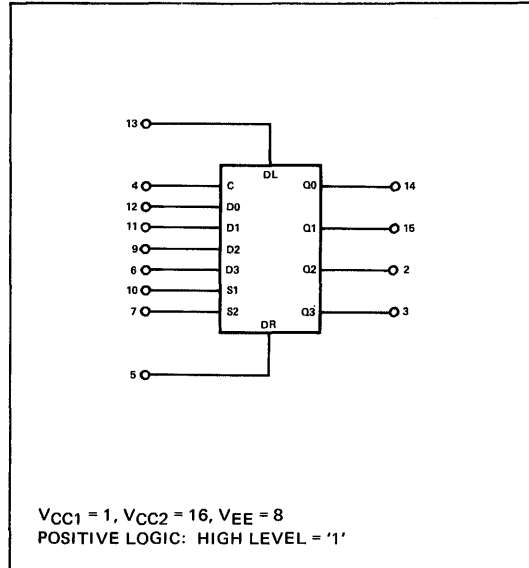 13
DL
4 C Q0 14
12 D0
11 D1 Q1 15
9 D2
6 D3 Q2 2
10 S1
7 S2 Q3 3
DR
5
VCC1 = 1, VCC2 = 16, VEE = 8
POSITIVE LOGIC: HIGH LEVEL = '1'